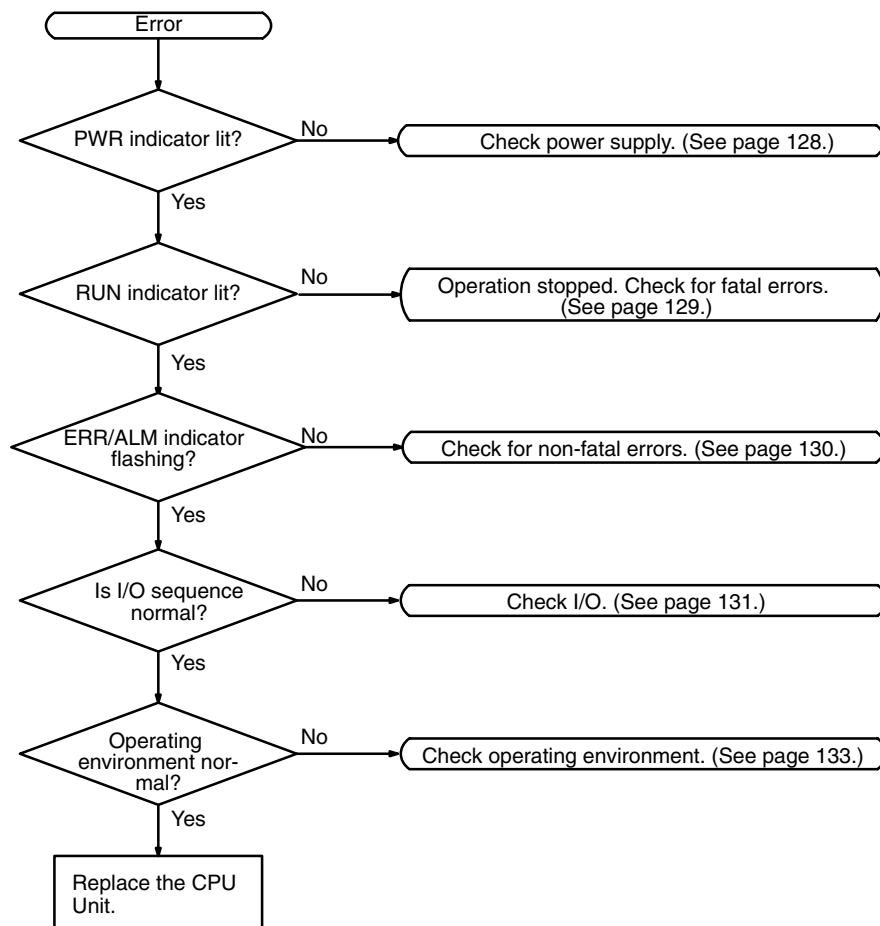 Error
PWR indicator lit?
No
Check power supply. (See page 128.)
Yes
RUN indicator lit?
No
Operation stopped. Check for fatal errors.
(See page 129.)
Yes
ERR/ALM indicator
flashing?
No
Check for non-fatal errors. (See page 130.)
Yes
Is I/O sequence
normal?
No
Check I/O. (See page 131.)
Yes
Operating
environment nor-
mal?
No
Check operating environment. (See page 133.)
Yes
Replace the CPU
Unit.